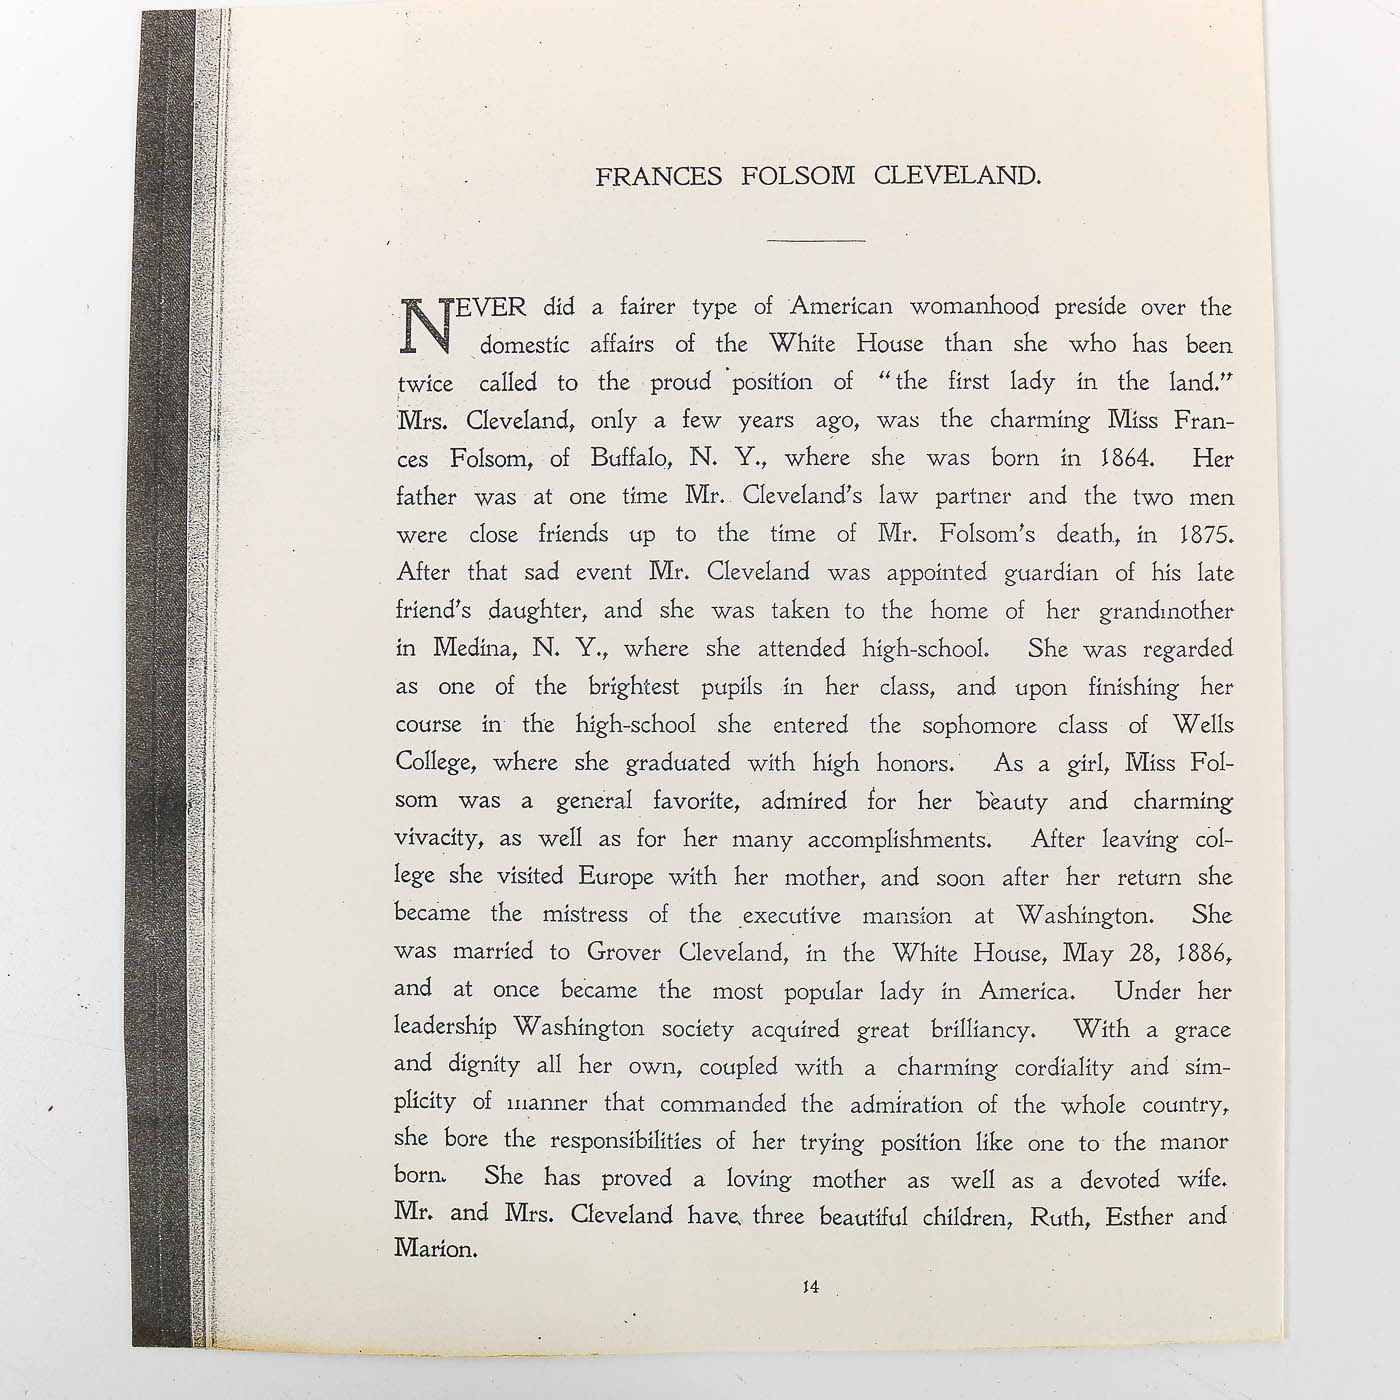 FRANCES FOLSOM CLEVELAND.
NEVER did a fairer type of American womanhood preside over the
domestic affairs of the White House than she who has been
twice called to the proud position of "the first lady in the land."
Mrs. Cleveland, only a few years ago, was the charming Miss Fran-
ces Folsom, of Buffalo, N. Y., where she was born in 1864. Her
father was at one time Mr. Cleveland's law partner and the two men
were close friends up to the time of Mr. Folsom's death, in 1875.
After that sad event Mr. Cleveland was appointed guardian of his late
friend's daughter, and she was taken to the home of her grandmother
in Medina, N. Y., where she attended high-school. She was regarded
as one of the brightest pupils in her class, and upon finishing her
course in the high-school she entered the sophomore class of Wells
College, where she graduated with high honors. As a girl, Miss Fol-
som was a general favorite, admired for her beauty and charming
vivacity, as well as for her many accomplishments. After leaving col-
lege she visited Europe with her mother, and soon after her return she
became the mistress of the executive mansion at Washington. She
was married to Grover Cleveland, in the White House, May 28, 1886,
and at once became the most popular lady in America. Under her
leadership Washington society acquired great brilliancy. With a grace
and dignity all her own, coupled with a charming cordiality and sim-
plicity of manner that commanded the admiration of the whole country,
she bore the responsibilities of her trying position like one to the manor
born. She has proved a loving mother as well as a devoted wife.
Mr. and Mrs. Cleveland have three beautiful children, Ruth, Esther and
Marion.
14